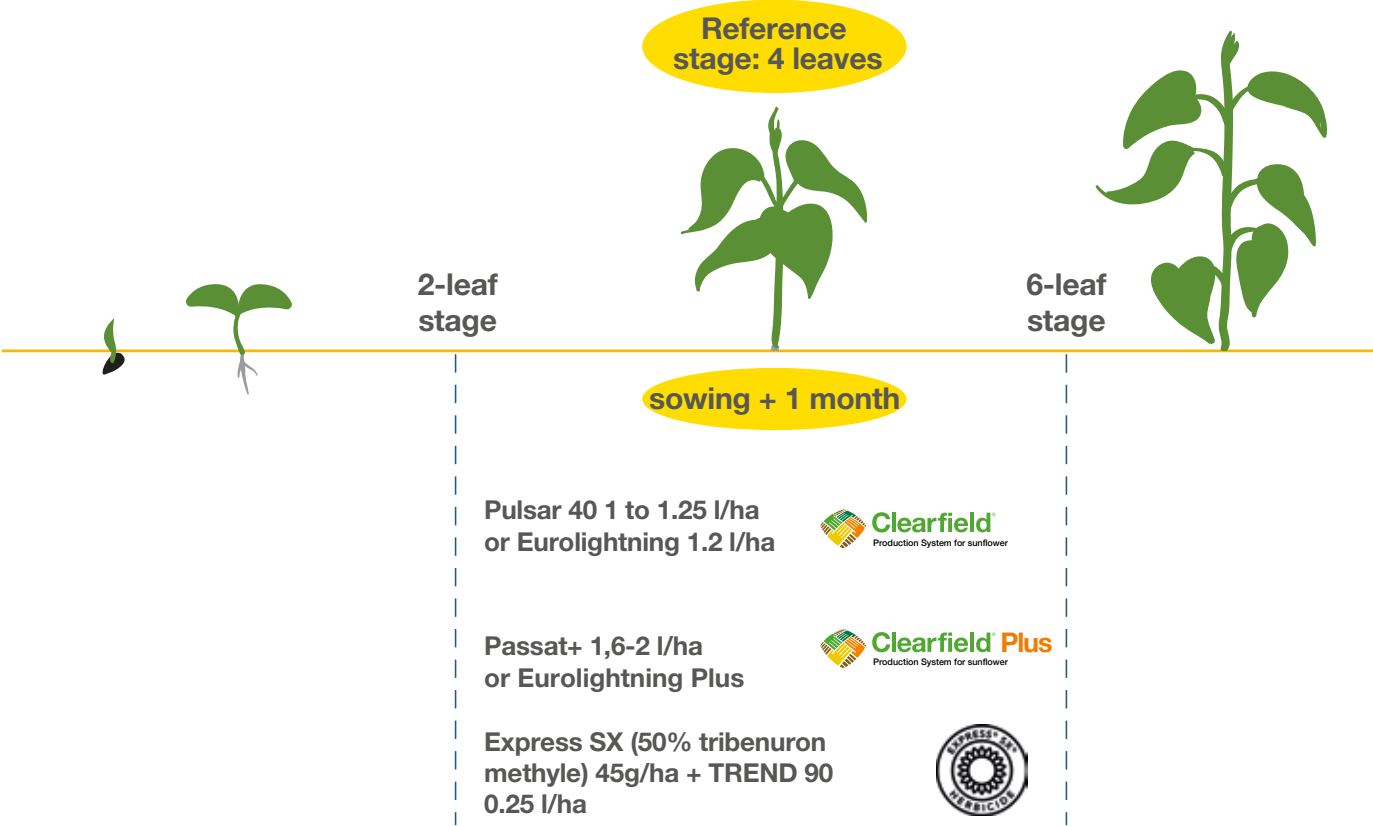 Reference
stage: 4 leaves
2-leaf
stage
6-leaf
stage
sowing + 1 month
Pulsar 40 1 to 1.25 l/ha
or Eurolightning 1.2 l/ha
Clearfield®
Production System for sunflower
Passat+ 1,6-2 l/ha
or Eurolightning Plus
Clearfield® Plus
Production System for sunflower
Express SX (50% tribenuron
methyle) 45g/ha + TREND 90
0.25 l/ha
EXPRESS® SX®
HERBICIDE